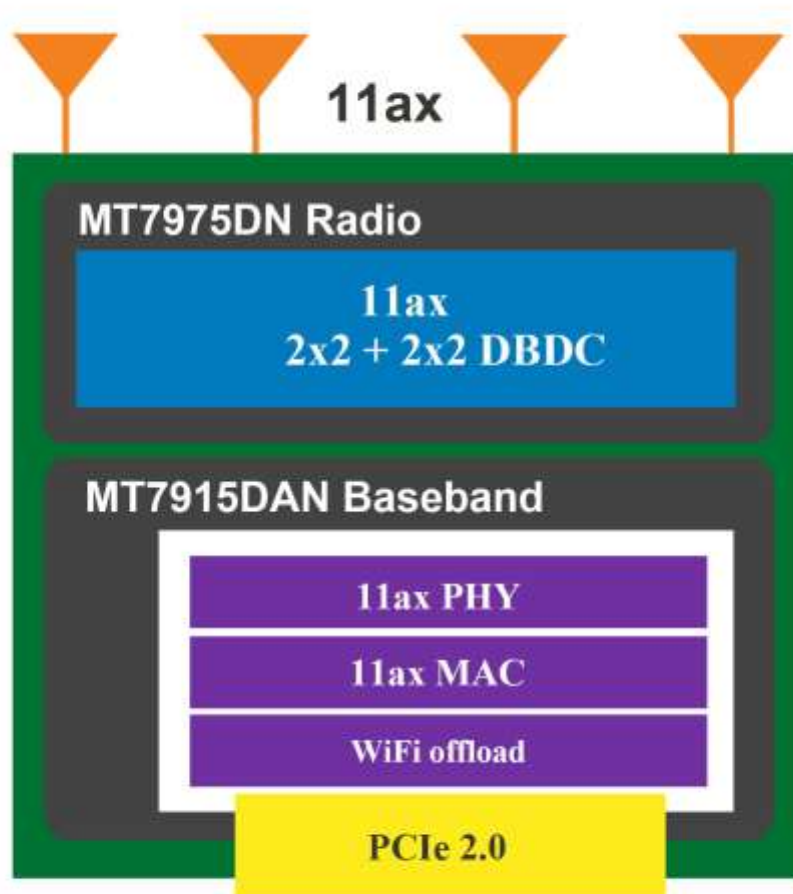 11ax
MT7975DN Radio
11ax
2x2 + 2x2 DBDC
MT7915DAN Baseband
11ax PHY
11ax MAC
WiFi offload
PCIe 2.0